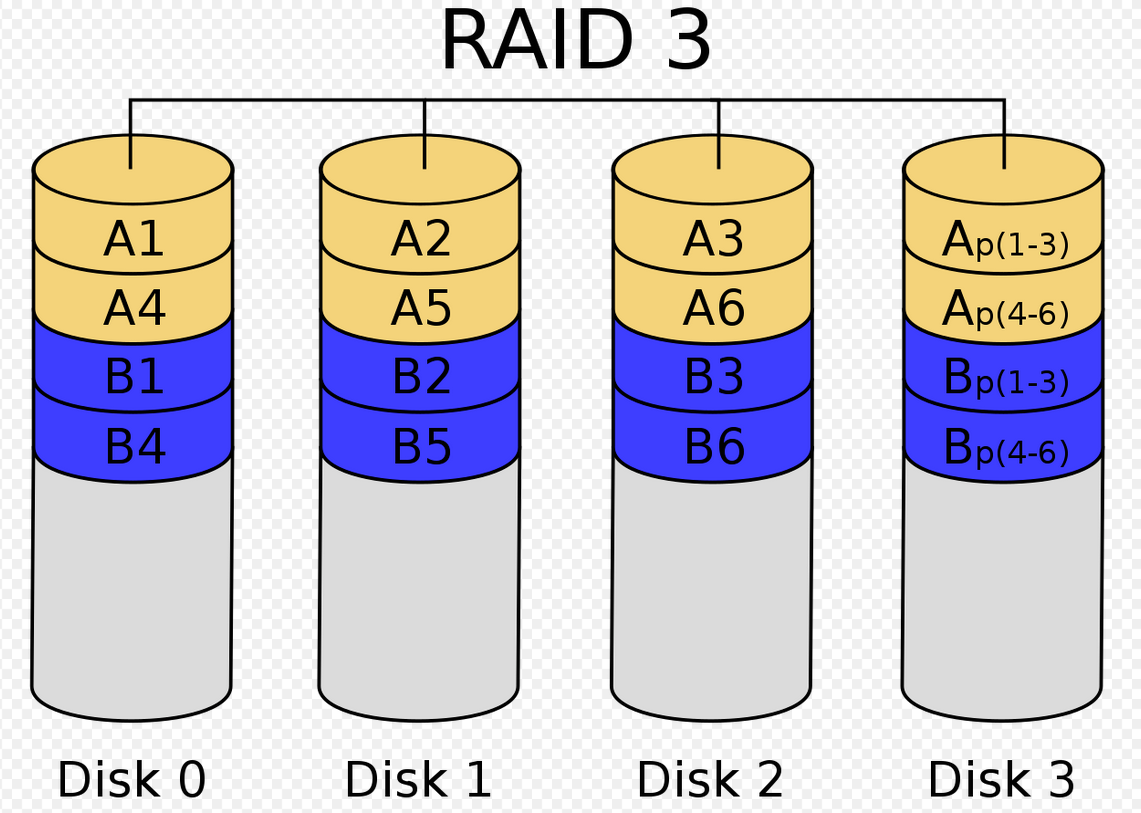 RAID 3
A1 A2 A3 Ap(1-3)
A4 A5 A6 Ap(4-6)
B1 B2 B3 Bp(1-3)
B4 B5 B6 Bp(4-6)
Disk 0 Disk 1 Disk 2 Disk 3